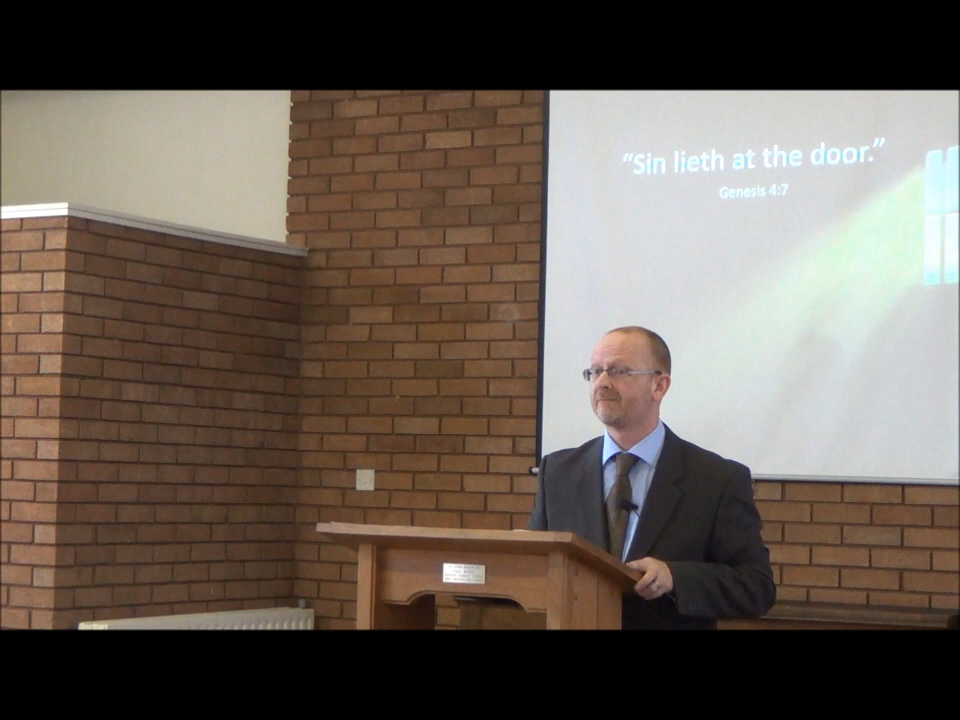 “Sin lieth at the door.”
Genesis 4:7